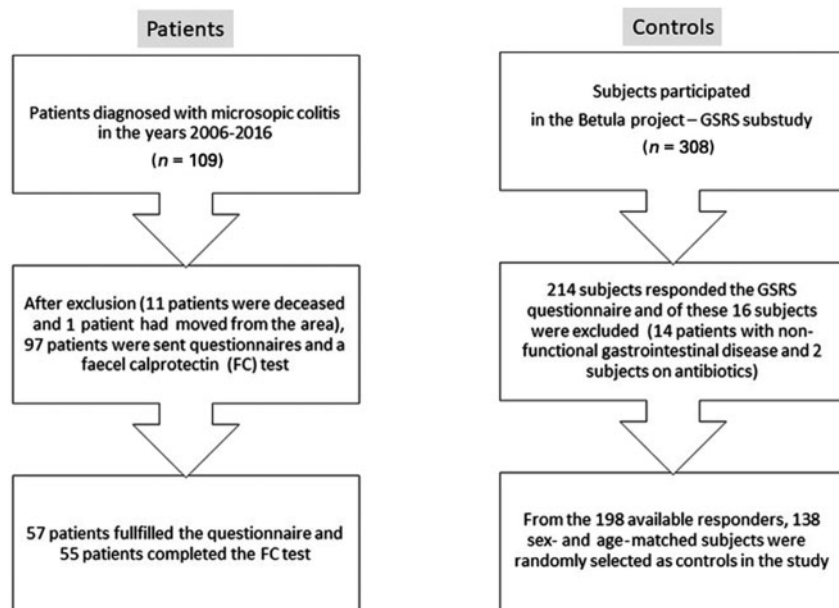 Patients
Patients diagnosed with microsopic colitis
in the years 2006-2016
(n = 109)
After exclusion (11 patients were deceased
and 1 patient had moved from the area),
97 patients were sent questionnaires and a
faecel calprotectin (FC) test
57 patients fullfilled the questionnaire and
55 patients completed the FC test
Controls
Subjects participated
in the Betula project – GSRS substudy
(n = 308)
214 subjects responded the GSRS
questionnaire and of these 16 subjects
were excluded (14 patients with non-
functional gastrointestinal disease and 2
subjects on antibiotics)
From the 198 available responders, 138
sex- and age-matched subjects were
randomly selected as controls in the study